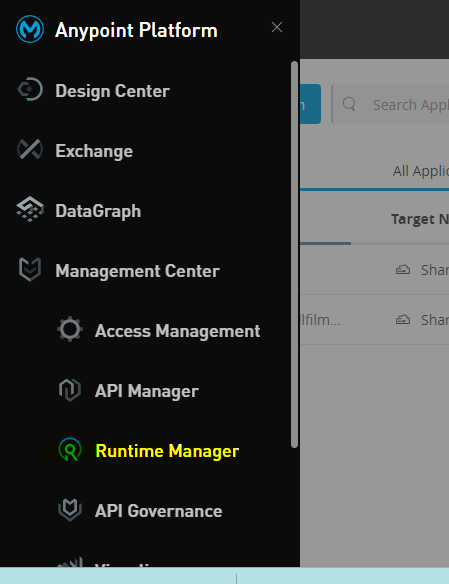 Anypoint Platform
Design Center
Exchange
DataGraph
Management Center
Access Management
API Manager
Runtime Manager
API Governance
Search Appl
All Applic
Target N
Shar
llfilm...
Shar